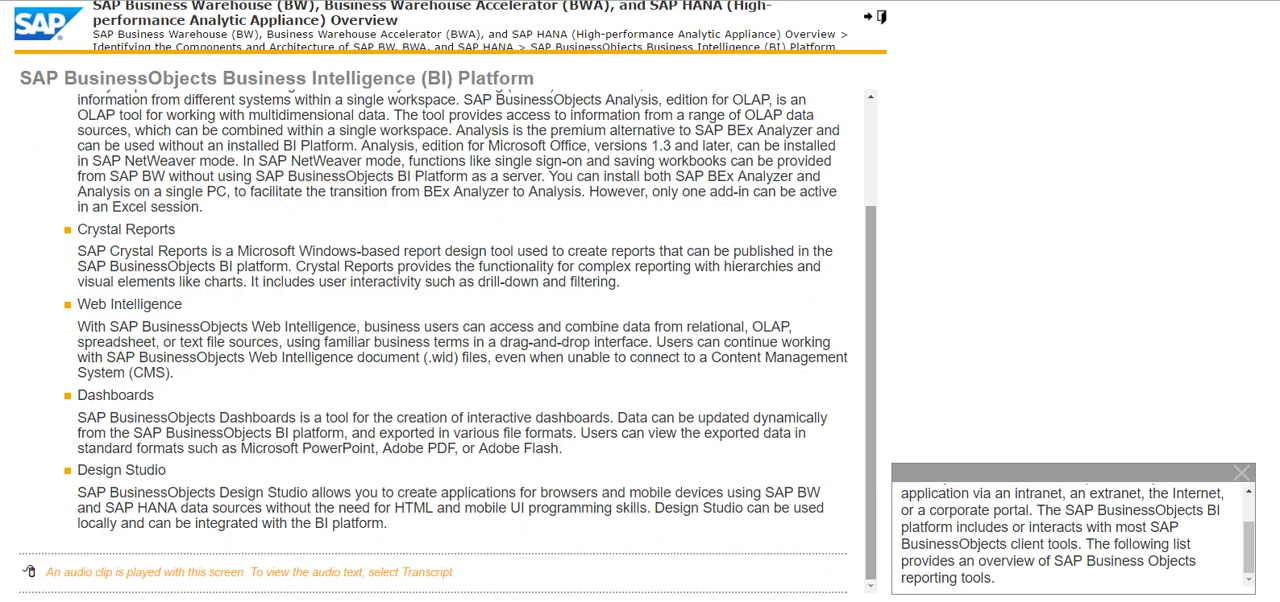 SAP
SAP Business Warehouse (BW), Business Warehouse Accelerator (BWA), and SAP HANA (High-
performance Analytic Appliance) Overview
SAP Business Warehouse (BW), Business Warehouse Accelerator (BWA), and SAP HANA (High-performance Analytic Appliance) Overview >
Identifying the Components and Architecture of SAP BW, BWA, and SAP HANA > SAP BusinessObjects Business Intelligence (BI) Platform
SAP BusinessObjects Business Intelligence (BI) Platform
information from different systems within a single workspace. SAP BusinessObjects Analysis, edition for OLAP, is an
OLAP tool for working with multidimensional data. The tool provides access to information from a range of OLAP data
sources, which can be combined within a single workspace. Analysis is the premium alternative to SAP BEx Analyzer and
can be used without an installed BI Platform. Analysis, edition for Microsoft Office, versions 1.3 and later, can be installed
in SAP NetWeaver mode. In SAP NetWeaver mode, functions like single sign-on and saving workbooks can be provided
from SAP BW without using SAP BusinessObjects BI Platform as a server. You can install both SAP BEx Analyzer and
Analysis on a single PC, to facilitate the transition from BEx Analyzer to Analysis. However, only one add-in can be active
in an Excel session.
Crystal Reports
SAP Crystal Reports is a Microsoft Windows-based report design tool used to create reports that can be published in the
SAP BusinessObjects BI platform. Crystal Reports provides the functionality for complex reporting with hierarchies and
visual elements like charts. It includes user interactivity such as drill-down and filtering.
Web Intelligence
With SAP BusinessObjects Web Intelligence, business users can access and combine data from relational, OLAP,
spreadsheet, or text file sources, using familiar business terms in a drag-and-drop interface. Users can continue working
with SAP BusinessObjects Web Intelligence document (.wid) files, even when unable to connect to a Content Management
System (CMS).
Dashboards
SAP BusinessObjects Dashboards is a tool for the creation of interactive dashboards. Data can be updated dynamically
from the SAP BusinessObjects BI platform, and exported in various file formats. Users can view the exported data in
standard formats such as Microsoft PowerPoint, Adobe PDF, or Adobe Flash.
Design Studio
SAP BusinessObjects Design Studio allows you to create applications for browsers and mobile devices using SAP BW
and SAP HANA data sources without the need for HTML and mobile UI programming skills. Design Studio can be used
locally and can be integrated with the BI platform.
An audio clip is played with this screen. To view the audio text, select Transcript.
application via an intranet, an extranet, the Internet,
or a corporate portal. The SAP BusinessObjects BI
platform includes or interacts with most SAP
BusinessObjects client tools. The following list
provides an overview of SAP Business Objects
reporting tools.